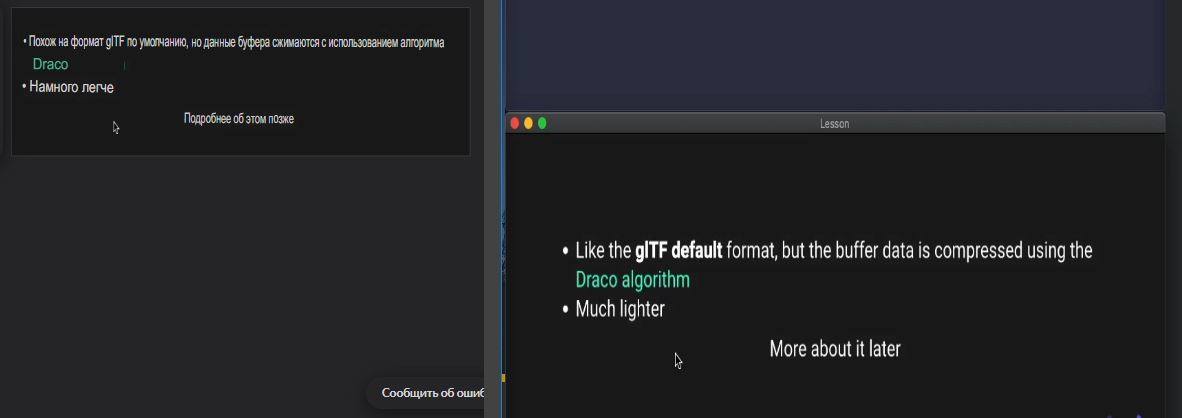 • Похож на формат glTF по умолчанию, но данные буфера сжимаются с использованием алгоритма
Draco
• Намного легче
Подробнее об этом позже
Сообщить об ошиб
Lesson
• Like the glTF default format, but the buffer data is compressed using the
Draco algorithm
• Much lighter
More about it later